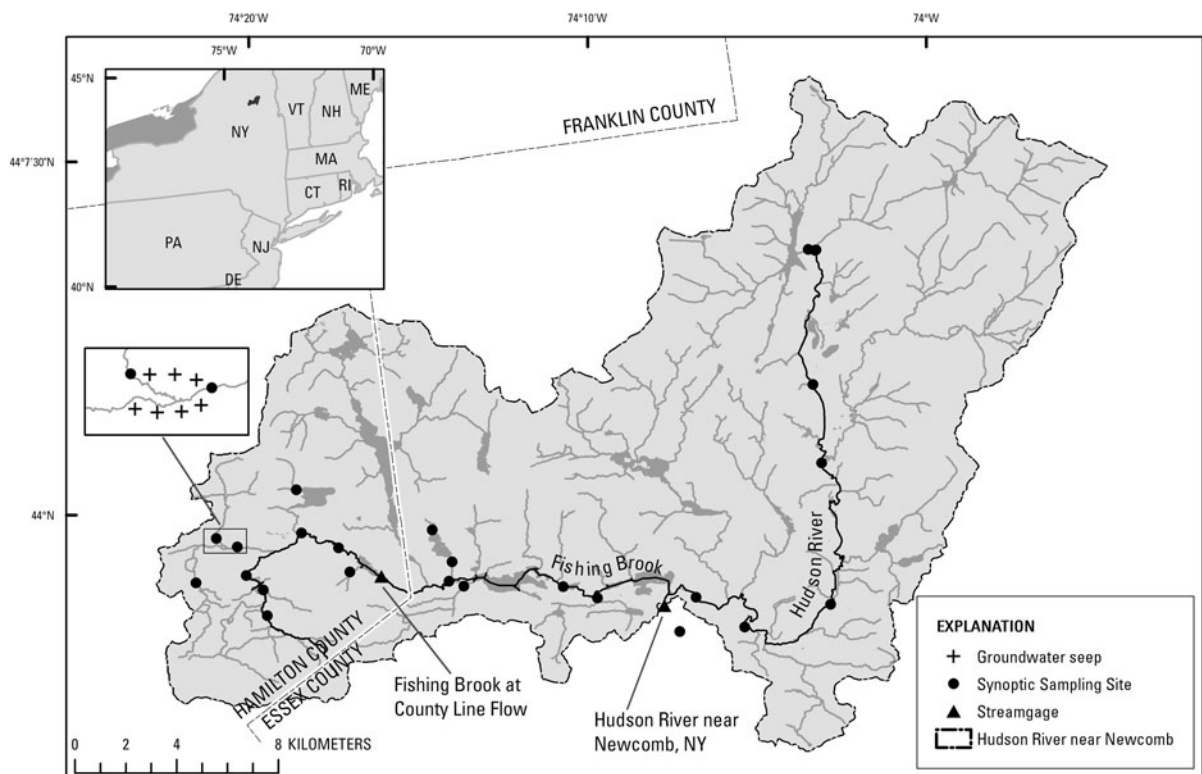 74°20'W
74°10'W
74°W
75°W
70°W
45°N
ME
VT
NH
NY
FRANKLIN COUNTY
44°7'30"N
MA
CT
RI
PA
NJ
DE
40°N
44°N
Fishing Brook
Hudson River
HAMILTON COUNTY
ESSEX COUNTY
Fishing Brook at
County Line Flow
Hudson River near
Newcomb, NY
0 2 4 8 KILOMETERS
EXPLANATION
Groundwater seep
Synoptic Sampling Site
Streamgage
Hudson River near Newcomb